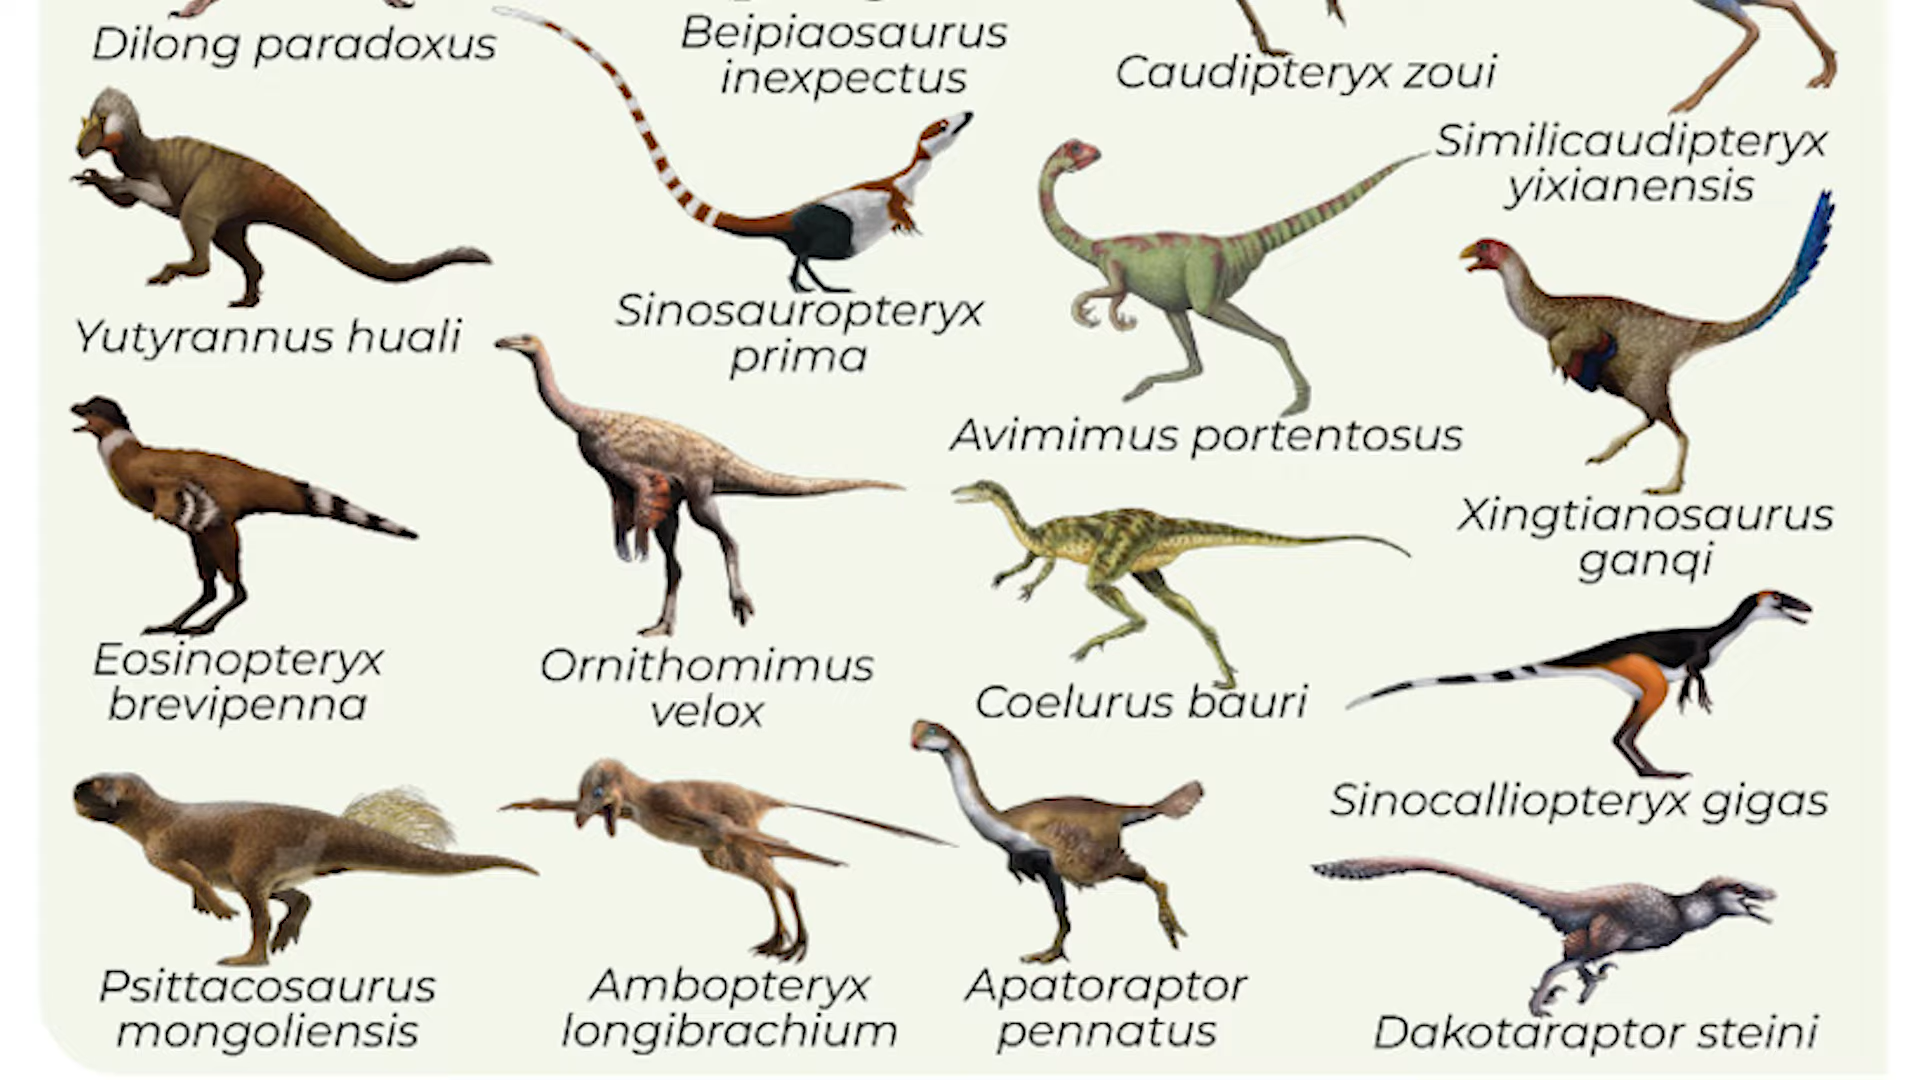 Dilong paradoxus
Beipiaosaurus
inexpectus
Caudipteryx zoui
Similicaudipteryx
yixianensis
Yutyrannus huali
Sinosauropteryx
prima
Avimimus portentosus
Xingtianosaurus
ganqi
Eosinopteryx
brevipenna
Ornithomimus
velox
Coelurus bauri
Sinocalliopteryx gigas
Psittacosaurus
mongoliensis
Ambopteryx
longibrachium
Apatoraptor
pennatus
Dakotaraptor steini